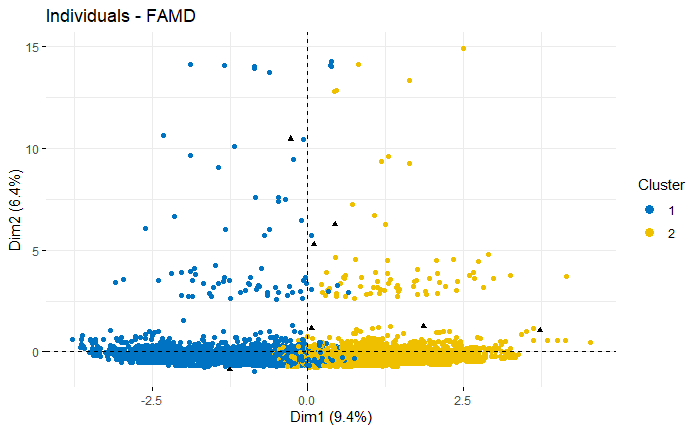 Individuals - FAMD
15
10
5
0
Dim2 (6.4%)
-2.5
0.0
2.5
Dim1 (9.4%)
Cluster
1
2